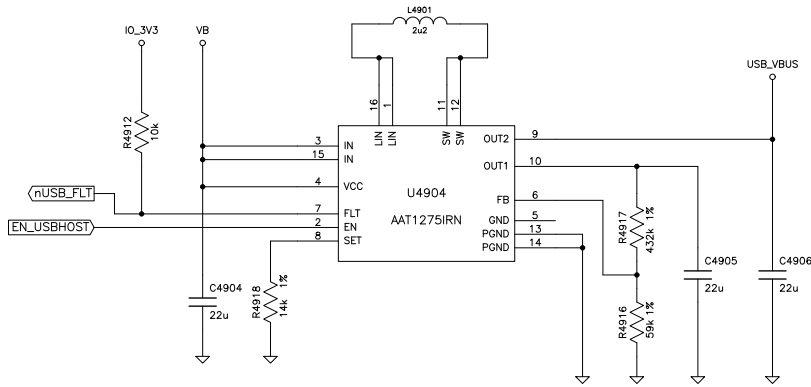 L4901
2u2
IO_3V3
VB
USB_VBUS
R4912
10k
16
1
11
12
LIN
LIN
SW
SW
3
IN
15
IN
4
VCC
7
FLT
2
EN
8
SET
U4904
AAT1275IRN
OUT2
9
OUT1
10
FB
6
GND
5
PGND
13
PGND
14
nUSB_FLT
EN_USBHOST
R4917
432k 1%
R4918
14k 1%
C4904
22u
C4905
22u
C4906
22u
R4916
59k 1%